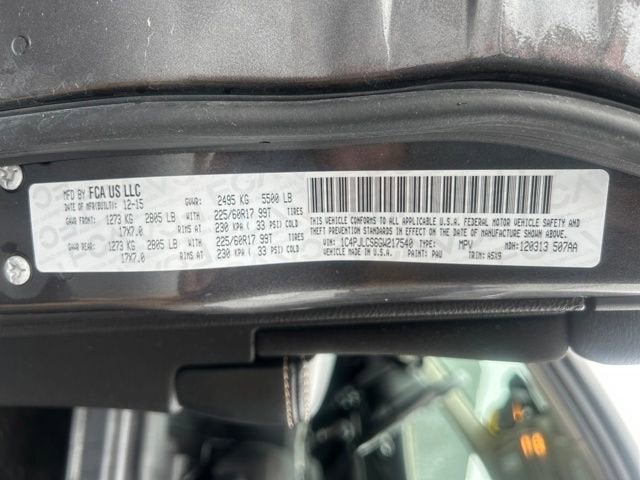 MFD BY FCA US LLC
DATE OF MFR/BUILT: 12-15
GVWR: 2495 KG 5500 LB
GAWR FRONT: 1273 KG 2805 LB
17X7.0
225/60R17 99T TIRES
RIMS AT 230 KPA ( 33 PSI) COLD
GAWR REAR: 1273 KG 2805 LB
17X7.0
225/60R17 99T TIRES
RIMS AT 230 KPA ( 33 PSI) COLD
THIS VEHICLE CONFORMS TO ALL APPLICABLE U.S.A. FEDERAL MOTOR VEHICLE SAFETY AND
THEFT PREVENTION STANDARDS IN EFFECT ON THE DATE OF MANUFACTURE SHOWN ABOVE.
VIN: 1C4PJLCS6GW217540 MPV MDH: 120313 507AA
VEHICLE MADE IN U.S.A. PAINT: PAU TRIM: A5X9